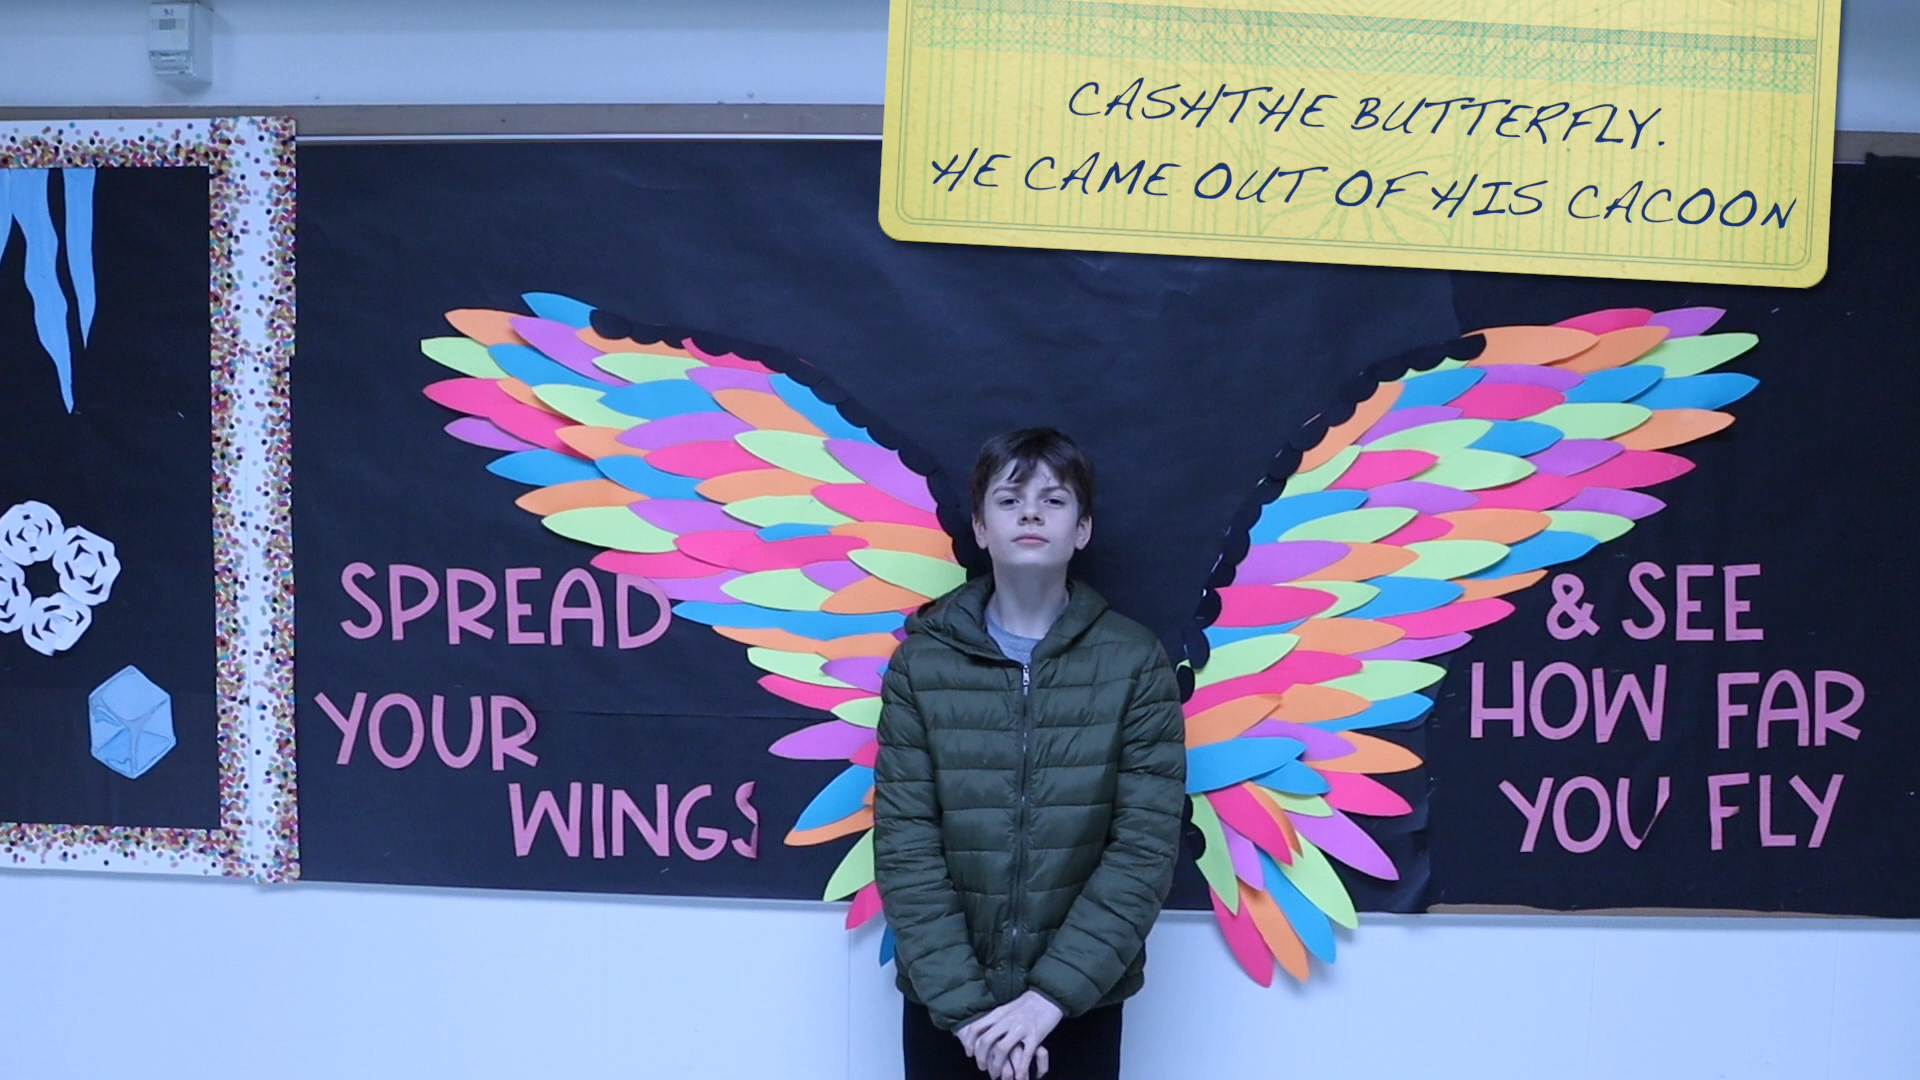 CASHTHE BUTTERFLY.
HE CAME OUT OF HIS CACOON
SPREAD
YOUR
WINGS
& SEE
HOW FAR
YOU FLY